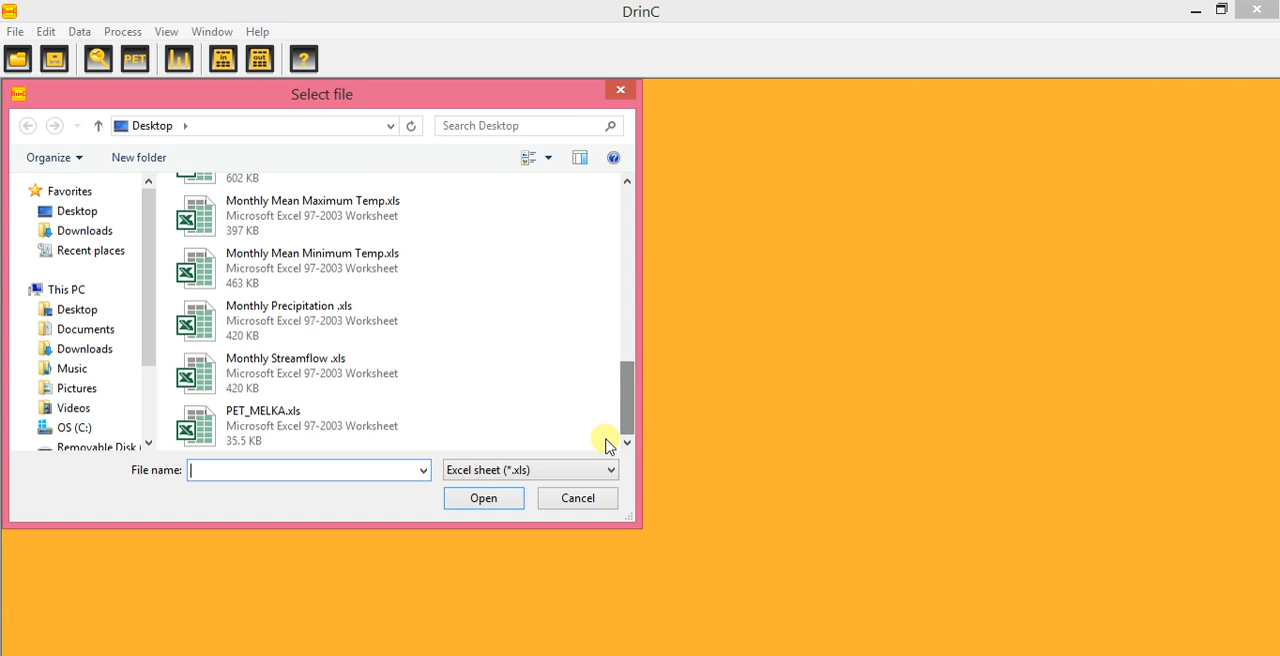 DrinC
File Edit Data Process View Window Help
PET in out ?
Select file
Desktop
Search Desktop
Organize New folder
Favorites
Desktop
Downloads
Recent places
This PC
Desktop
Documents
Downloads
Music
Pictures
Videos
OS (C:)
Removable Disk
602 KB
Monthly Mean Maximum Temp.xls
Microsoft Excel 97-2003 Worksheet
397 KB
Monthly Mean Minimum Temp.xls
Microsoft Excel 97-2003 Worksheet
463 KB
Monthly Precipitation .xls
Microsoft Excel 97-2003 Worksheet
420 KB
Monthly Streamflow .xls
Microsoft Excel 97-2003 Worksheet
420 KB
PET_MELKA.xls
Microsoft Excel 97-2003 Worksheet
35.5 KB
File name:
Excel sheet (*.xls)
Open Cancel